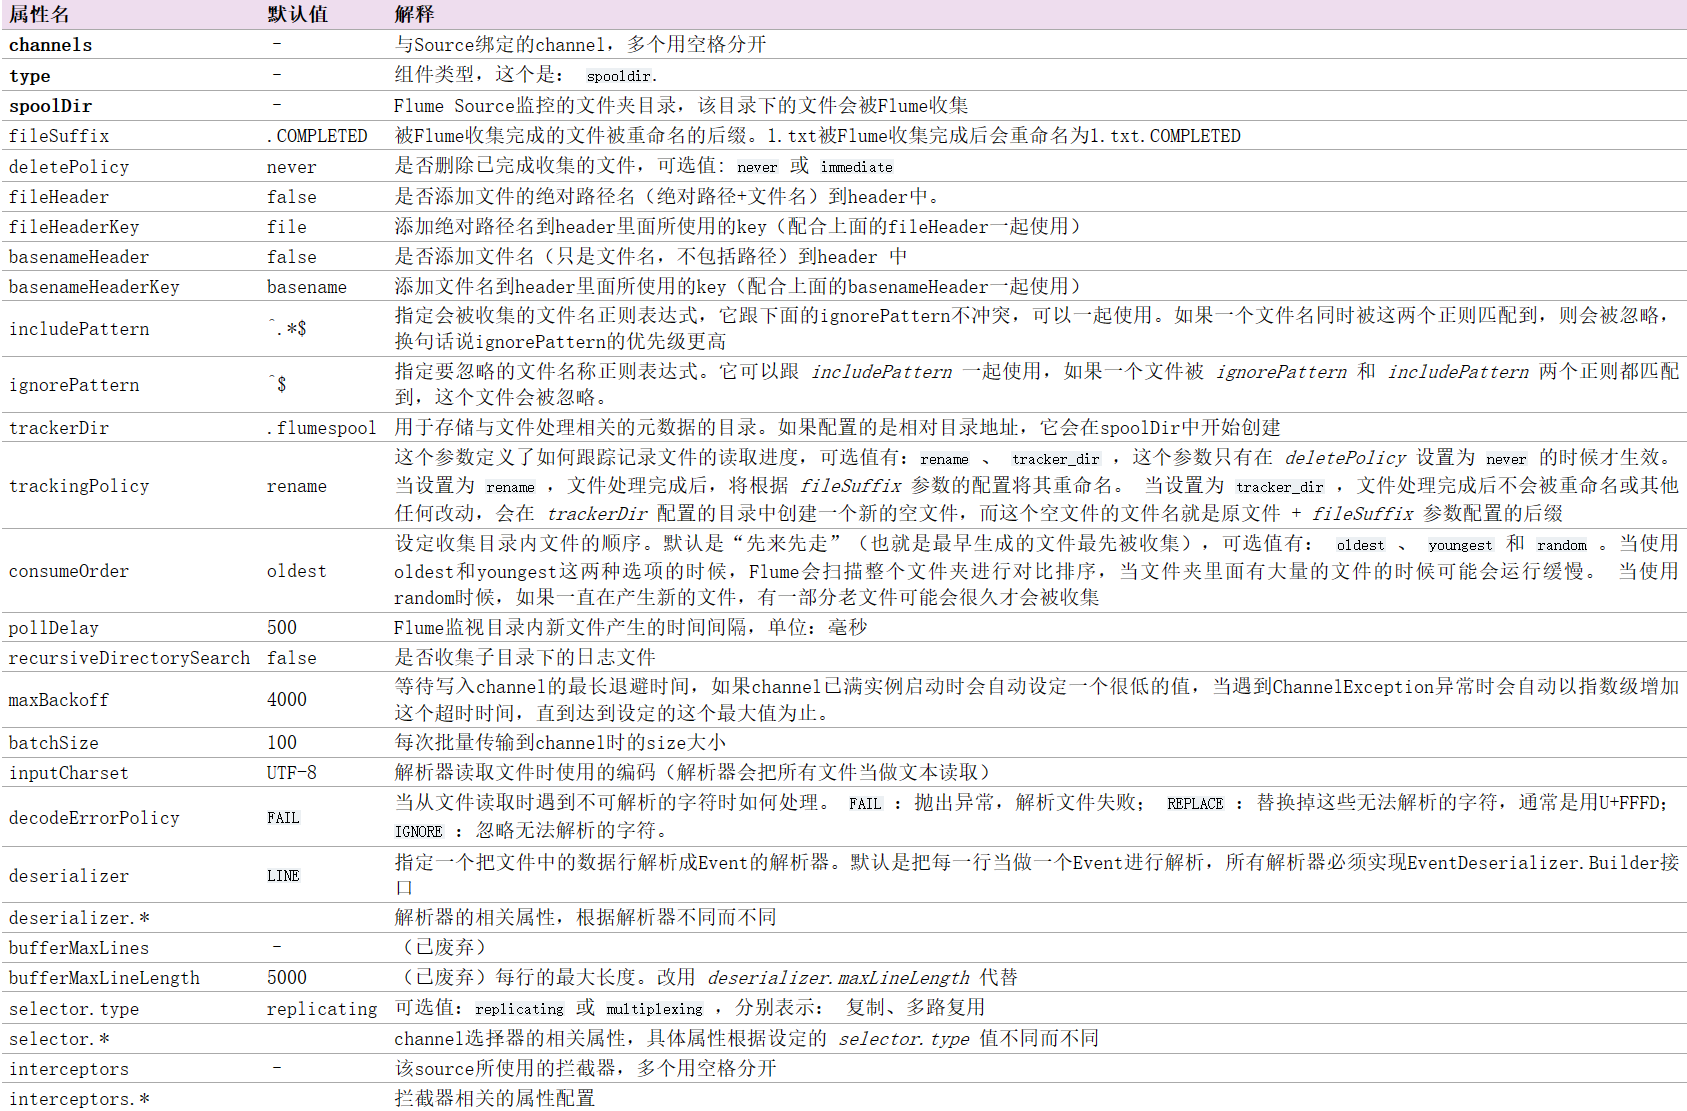 属性名 默认值 解释
channels – 与Source绑定的channel，多个用空格分开
type – 组件类型，这个是： spooldir.
spoolDir – Flume Source监控的文件夹目录，该目录下的文件会被Flume收集
fileSuffix .COMPLETED 被Flume收集完成的文件被重命名的后缀。1.txt被Flume收集完成后会重命名为1.txt.COMPLETED
deletePolicy never 是否删除已完成收集的文件，可选值: never 或 immediate
fileHeader false 是否添加文件的绝对路径名（绝对路径+文件名）到header中。
fileHeaderKey file 添加绝对路径名到header里面所使用的key（配合上面的fileHeader一起使用）
basenameHeader false 是否添加文件名（只是文件名，不包括路径）到header 中
basenameHeaderKey basename 添加文件名到header里面所使用的key（配合上面的basenameHeader一起使用）
includePattern ^.*$ 指定会被收集的文件名正则表达式，它跟下面的ignorePattern不冲突，可以一起使用。如果一个文件名同时被这两个正则匹配到，则会被忽略，
换句话说ignorePattern的优先级更高
ignorePattern ^$ 指定要忽略的文件名称正则表达式。它可以跟 includePattern 一起使用，如果一个文件被 ignorePattern 和 includePattern 两个正则都匹配
到，这个文件会被忽略。
trackerDir .flumespool 用于存储与文件处理相关的元数据的目录。如果配置的是相对目录地址，它会在spoolDir中开始创建
这个参数定义了如何跟踪记录文件的读取进度，可选值有：rename 、 tracker_dir ，这个参数只有在 deletePolicy 设置为 never 的时候才生效。
trackingPolicy rename 当设置为 rename ，文件处理完成后，将根据 fileSuffix 参数的配置将其重命名。 当设置为 tracker_dir ，文件处理完成后不会被重命名或其他
任何改动，会在 trackerDir 配置的目录中创建一个新的空文件，而这个空文件的文件名就是原文件 + fileSuffix 参数配置的后缀
设定收集目录内文件的顺序。默认是“先来先走”（也就是最早生成的文件最先被收集），可选值有： oldest 、 youngest 和 random 。当使用
consumeOrder oldest oldest和youngest这两种选项的时候，Flume会扫描整个文件夹进行对比排序，当文件夹里面有大量的文件的时候可能会运行缓慢。 当使用
random时候，如果一直在产生新的文件，有一部分老文件可能会很久才会被收集
pollDelay 500 Flume监视目录内新文件产生的时间间隔，单位：毫秒
recursiveDirectorySearch false 是否收集子目录下的日志文件
maxBackoff 4000 等待写入channel的最长退避时间，如果channel已满实例启动时会自动设定一个很低的值，当遇到ChannelException异常时会自动以指数级增加
这个超时时间，直到达到设定的这个最大值为止。
batchSize 100 每次批量传输到channel时的size大小
inputCharset UTF-8 解析器读取文件时使用的编码（解析器会把所有文件当做文本读取）
decodeErrorPolicy FAIL 当从文件读取时遇到不可解析的字符时如何处理。 FAIL ：抛出异常，解析文件失败； REPLACE ：替换掉这些无法解析的字符，通常是用U+FFFD；
IGNORE ：忽略无法解析的字符。
deserializer LINE 指定一个把文件中的数据行解析成Event的解析器。默认是把每一行当做一个Event进行解析，所有解析器必须实现EventDeserializer.Builder接
口
deserializer.* 解析器的相关属性，根据解析器不同而不同
bufferMaxLines – （已废弃）
bufferMaxLineLength 5000 （已废弃）每行的最大长度。改用 deserializer.maxLineLength 代替
selector.type replicating 可选值：replicating 或 multiplexing ，分别表示： 复制、多路复用
selector.* channel选择器的相关属性，具体属性根据设定的 selector.type 值不同而不同
interceptors – 该source所使用的拦截器，多个用空格分开
interceptors.* 拦截器相关的属性配置